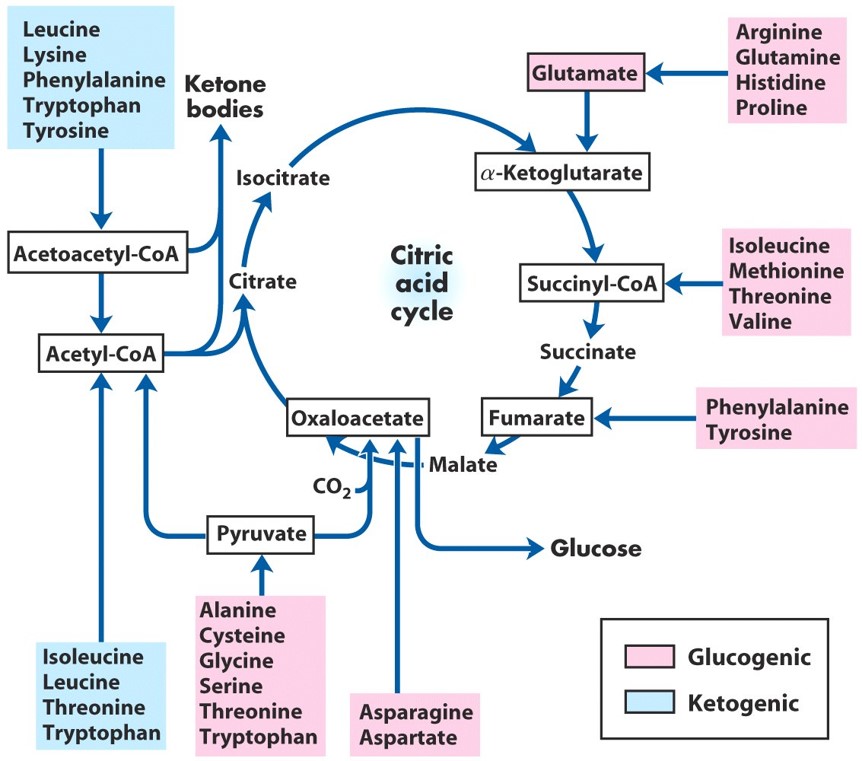 Leucine
Lysine
Phenylalanine
Tryptophan
Tyrosine
Ketone
bodies
Glutamate
Arginine
Glutamine
Histidine
Proline
Isocitrate
α-Ketoglutarate
Acetoacetyl-CoA
Citrate
Citric
acid
cycle
Succinyl-CoA
Isoleucine
Methionine
Threonine
Valine
Acetyl-CoA
Succinate
Oxaloacetate
Fumarate
Phenylalanine
Tyrosine
Malate
CO₂
Pyruvate
Glucose
Isoleucine
Leucine
Threonine
Tryptophan
Alanine
Cysteine
Glycine
Serine
Threonine
Tryptophan
Asparagine
Aspartate
Glucogenic
Ketogenic